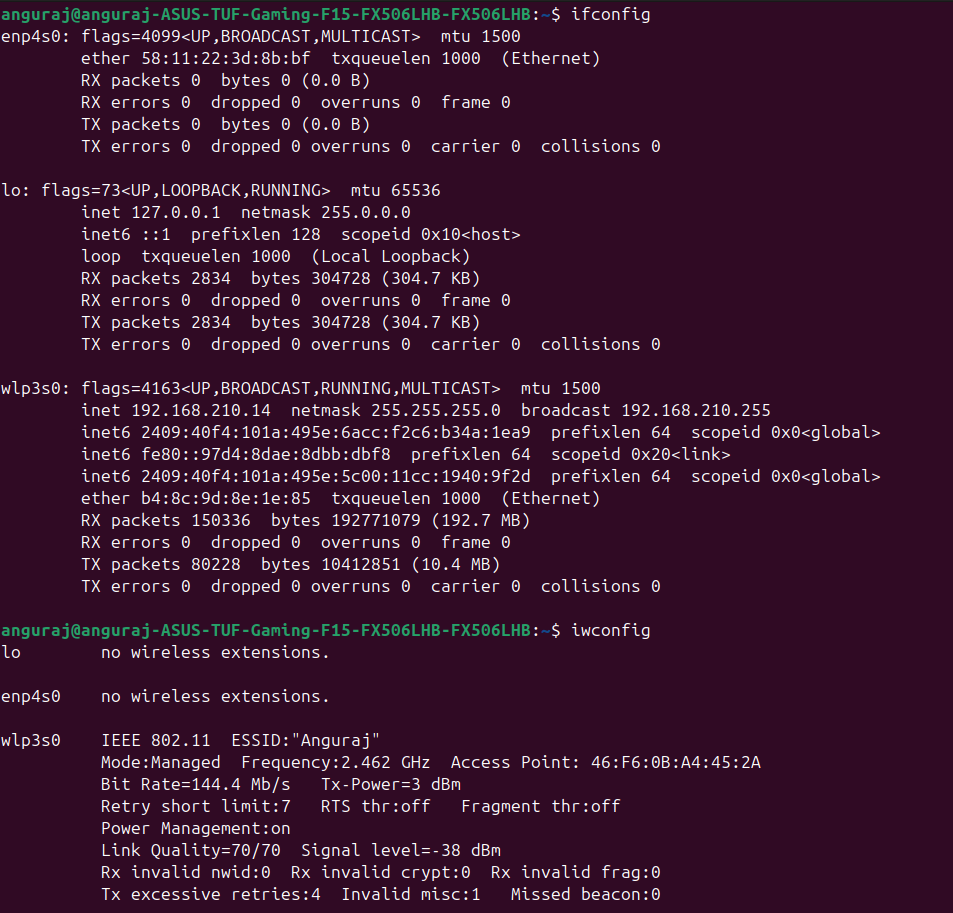 anguraj@anguraj-ASUS-TUF-Gaming-F15-FX506LHB-FX506LHB:~$ ifconfig
enp4s0: flags=4099<UP,BROADCAST,MULTICAST>  mtu 1500
        ether 58:11:22:3d:8b:bf  txqueuelen 1000  (Ethernet)
        RX packets 0  bytes 0 (0.0 B)
        RX errors 0  dropped 0  overruns 0  frame 0
        TX packets 0  bytes 0 (0.0 B)
        TX errors 0  dropped 0 overruns 0  carrier 0  collisions 0

lo: flags=73<UP,LOOPBACK,RUNNING>  mtu 65536
        inet 127.0.0.1  netmask 255.0.0.0
        inet6 ::1  prefixlen 128  scopeid 0x10<host>
        loop  txqueuelen 1000  (Local Loopback)
        RX packets 2834  bytes 304728 (304.7 KB)
        RX errors 0  dropped 0  overruns 0  frame 0
        TX packets 2834  bytes 304728 (304.7 KB)
        TX errors 0  dropped 0 overruns 0  carrier 0  collisions 0

wlp3s0: flags=4163<UP,BROADCAST,RUNNING,MULTICAST>  mtu 1500
        inet 192.168.210.14  netmask 255.255.255.0  broadcast 192.168.210.255
        inet6 2409:40f4:101a:495e:6acc:f2c6:b34a:1ea9  prefixlen 64  scopeid 0x0<global>
        inet6 fe80::97d4:8dae:8dbb:dbf8  prefixlen 64  scopeid 0x20<link>
        inet6 2409:40f4:101a:495e:5c00:11cc:1940:9f2d  prefixlen 64  scopeid 0x0<global>
        ether b4:8c:9d:8e:1e:85  txqueuelen 1000  (Ethernet)
        RX packets 150336  bytes 192771079 (192.7 MB)
        RX errors 0  dropped 0  overruns 0  frame 0
        TX packets 80228  bytes 10412851 (10.4 MB)
        TX errors 0  dropped 0 overruns 0  carrier 0  collisions 0

anguraj@anguraj-ASUS-TUF-Gaming-F15-FX506LHB-FX506LHB:~$ iwconfig
lo        no wireless extensions.

enp4s0    no wireless extensions.

wlp3s0    IEEE 802.11  ESSID:"Anguraj"
          Mode:Managed  Frequency:2.462 GHz  Access Point: 46:F6:0B:A4:45:2A
          Bit Rate=144.4 Mb/s   Tx-Power=3 dBm
          Retry short limit:7   RTS thr:off   Fragment thr:off
          Power Management:on
          Link Quality=70/70  Signal level=-38 dBm
          Rx invalid nwid:0  Rx invalid crypt:0  Rx invalid frag:0
          Tx excessive retries:4  Invalid misc:1   Missed beacon:0